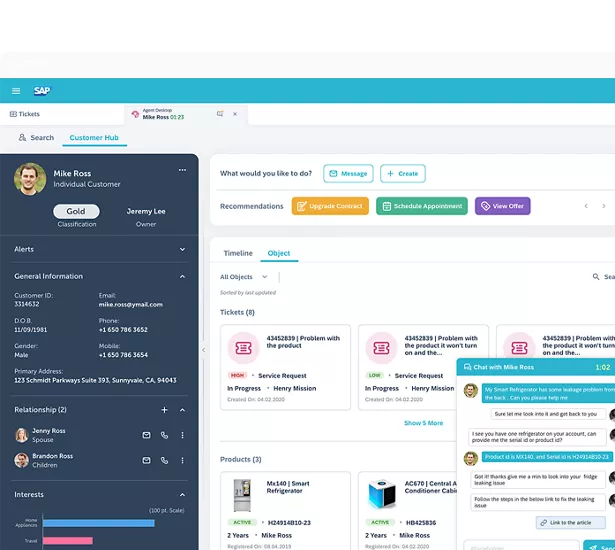 SAP
Tickets
Agent Desktop
Mike Ross 01:23
Search
Customer Hub
Mike Ross
Individual Customer
Gold
Classification
Jeremy Lee
Owner
Alerts
General Information
Customer ID:
3314632
Email:
mike.ross@ymail.com
D.O.B.
11/09/1981
Phone:
+1 650 786 3652
Gender:
Male
Mobile:
+1 650 786 3654
Primary Address:
123 Schmidt Parkways Suite 393, Sunnyvale, CA, 94043
Relationship (2)
Jenny Ross
Spouse
Brandon Ross
Children
Interests
(100 pt. Scale)
Home
Appliances
Travel
What would you like to do?
Message
Create
Recommendations
Upgrade Contract
Schedule Appointment
View Offer
Timeline
Object
All Objects
Sea
Sorted by last updated
Tickets (8)
43452839 | Problem with
the product
HIGH • Service Request
In Progress • Henry Mission
Created On: 04.02.2020
43452839 | Problem with
the product it won't turn
on and the...
LOW • Service Request
In Progress • Henry Mission
Created On: 04.02.2020
43452839 | Problem with
the product it won't turn
on and the...
Show 5 More
Products (3)
Mx140 | Smart
Refrigerator
ACTIVE • H24914B10-23
2 Years • Mike Ross
Registered On: 08.04.2019
AC670 | Central A
Conditioner Cabin
ACTIVE • HB425836
2 Years • Mike Ross
Registered On: 04.02.2020
Chat with Mike Ross
1:02
My Smart Refrigerator has some leakage problem from
the back . Can you please help me
Sure let me look into it and get back to you
I see you have one refrigerator on your account, can
provide me the serial id or product id?
Product id is MX140, and Serial id is H24914B10-23
Got it! thanks give me a min to look into your fridge
leaking issue
Follow the steps in the below link to fix the leaking
issue
Link to the article